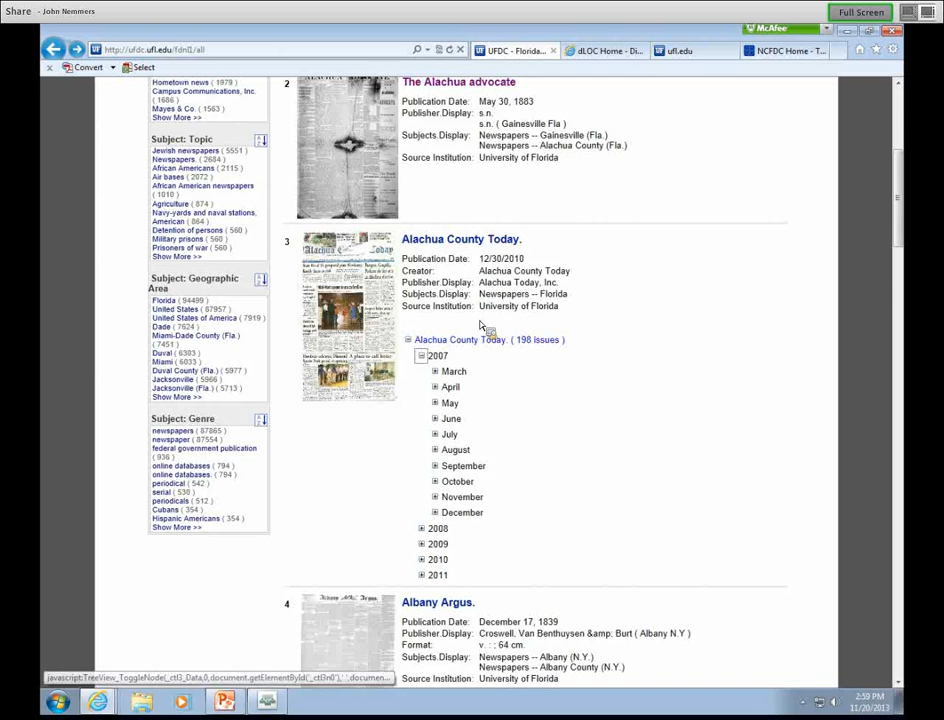 Share - John Nemmers
Full Screen
McAfee
http://ufdc.ufl.edu/fdnl1/all
UFDC - Florida...
dLOC Home - Di...
ufl.edu
NCFDC Home - T...
Convert
Select
Hometown news ( 1979 )
Campus Communications, Inc.
( 1686 )
Mayes & Co. ( 1563 )
Show More >>
Subject: Topic
Jewish newspapers ( 5551 )
Newspapers. ( 2684 )
African Americans ( 2115 )
Air bases ( 2072 )
African American newspapers
( 1010 )
Agriculture ( 874 )
Navy-yards and naval stations,
American ( 864 )
Detention of persons ( 560 )
Military prisons ( 560 )
Prisoners of war ( 560 )
Show More >>
Subject: Geographic
Area
Florida ( 94499 )
United States ( 87957 )
United States of America ( 7919 )
Dade ( 7624 )
Miami-Dade County (Fla.)
( 7451 )
Duval ( 6303 )
Miami ( 6033 )
Duval County (Fla.) ( 5977 )
Jacksonville ( 5966 )
Jacksonville (Fla.) ( 5713 )
Show More >>
Subject: Genre
newspapers ( 87865 )
newspaper ( 87554 )
federal government publication
( 936 )
online databases ( 794 )
online databases. ( 794 )
periodical ( 542 )
serial ( 530 )
periodicals ( 512 )
Cubans ( 354 )
Hispanic Americans ( 354 )
Show More >>
2
The Alachua advocate
Publication Date: May 30, 1883
Publisher.Display: s.n.
s.n. ( Gainesville Fla )
Subjects.Display: Newspapers -- Gainesville (Fla.)
Newspapers -- Alachua County (Fla.)
Source Institution: University of Florida
3
Alachua County Today
Alachua County Today.
Publication Date: 12/30/2010
Creator: Alachua County Today
Publisher.Display: Alachua Today, Inc.
Subjects.Display: Newspapers -- Florida
Source Institution: University of Florida
Alachua County Today. ( 198 issues )
2007
March
April
May
June
July
August
September
October
November
December
2008
2009
2010
2011
4
Albany Argus.
Publication Date: December 17, 1839
Publisher.Display: Croswell, Van Benthuysen &amp; Burt ( Albany N.Y )
Format: v. : ; 64 cm.
Subjects.Display: Newspapers -- Albany (N.Y.)
Newspapers -- Albany County (N.Y.)
Source Institution: University of Florida
javascript:TreeView_ToggleNode(_ctl3_Data,0,document.getElementById('_ctl3n0'),' ',documen...
2:59 PM
11/20/2013